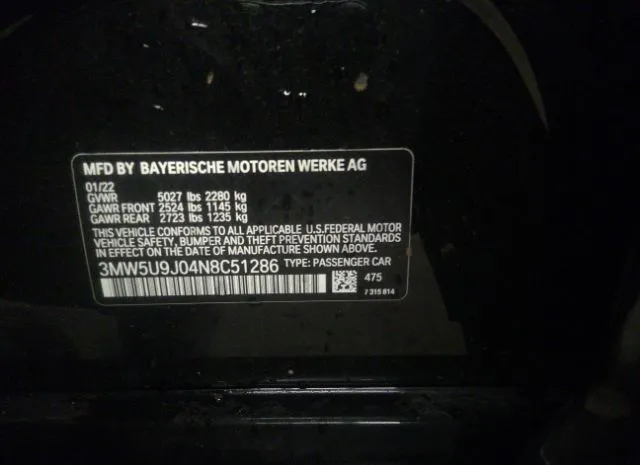 MFD BY BAYERISCHE MOTOREN WERKE AG
01/22
GVWR 5027 lbs 2280 kg
GAWR FRONT 2524 lbs 1145 kg
GAWR REAR 2723 lbs 1235 kg
THIS VEHICLE CONFORMS TO ALL APPLICABLE U.S.FEDERAL MOTOR
VEHICLE SAFETY, BUMPER AND THEFT PREVENTION STANDARDS
IN EFFECT ON THE DATE OF MANUFACTURE SHOWN ABOVE.
3MW5U9J04N8C51286 TYPE: PASSENGER CAR
475
7 315 814